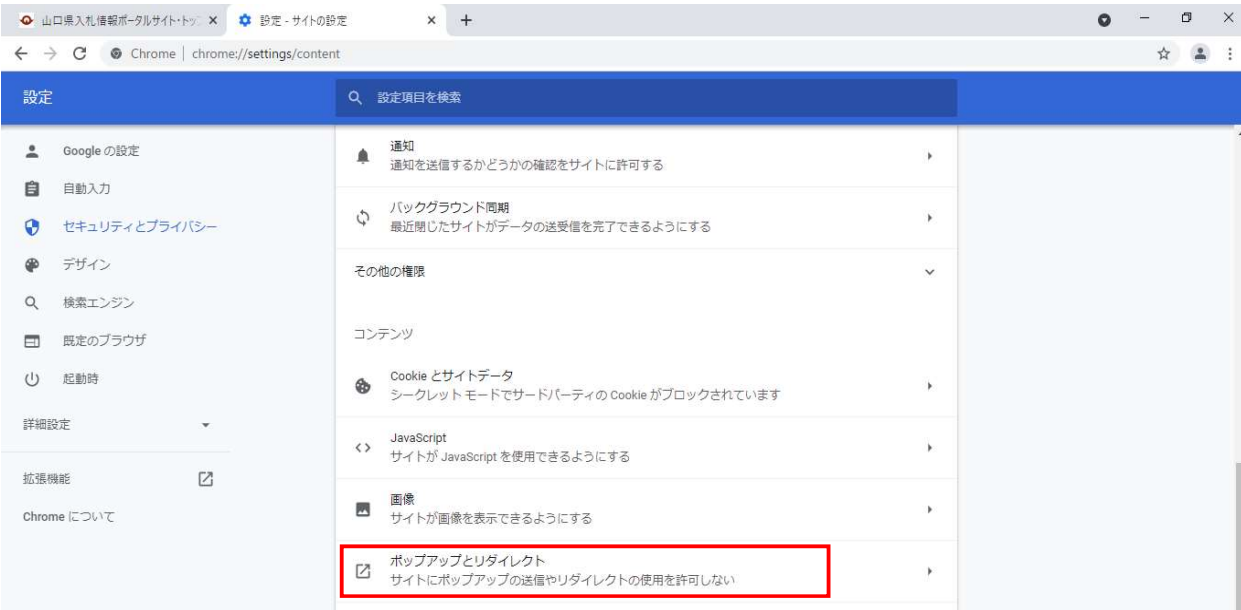 山口県入札情報ポータルサイト・トップ
設定 - サイトの設定
Chrome | chrome://settings/content
設定
設定項目を検索
Google の設定
自動入力
セキュリティとプライバシー
デザイン
検索エンジン
既定のブラウザ
起動時
詳細設定
拡張機能
Chrome について
通知
通知を送信するかどうかの確認をサイトに許可する
バックグラウンド同期
最近閉じたサイトがデータの送受信を完了できるようにする
その他の権限
コンテンツ
Cookie とサイトデータ
シークレット モードでサードパーティの Cookie がブロックされています
JavaScript
サイトが JavaScript を使用できるようにする
画像
サイトが画像を表示できるようにする
ポップアップとリダイレクト
サイトにポップアップの送信やリダイレクトの使用を許可しない